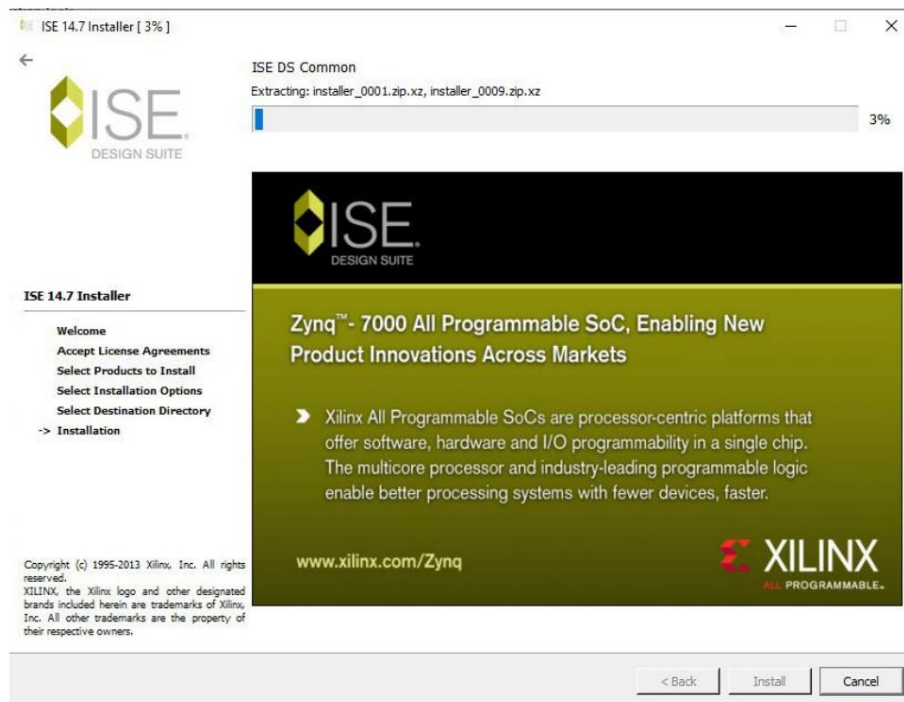 ISE 14.7 Installer [ 3% ]
ISE DS Common
Extracting: installer_0001.zip.xz, installer_0009.zip.xz
3%
ISE.
DESIGN SUITE
ISE.
DESIGN SUITE
Zynq™- 7000 All Programmable SoC, Enabling New
Product Innovations Across Markets
Xilinx All Programmable SoCs are processor-centric platforms that
offer software, hardware and I/O programmability in a single chip.
The multicore processor and industry-leading programmable logic
enable better processing systems with fewer devices, faster.
www.xilinx.com/Zynq
XILINX
ALL PROGRAMMABLE™
ISE 14.7 Installer
Welcome
Accept License Agreements
Select Products to Install
Select Installation Options
Select Destination Directory
-> Installation
Copyright (c) 1995-2013 Xilinx, Inc. All rights
reserved.
XILINX, the Xilinx logo and other designated
brands included herein are trademarks of Xilinx,
Inc. All other trademarks are the property of
their respective owners.
< Back
Install
Cancel